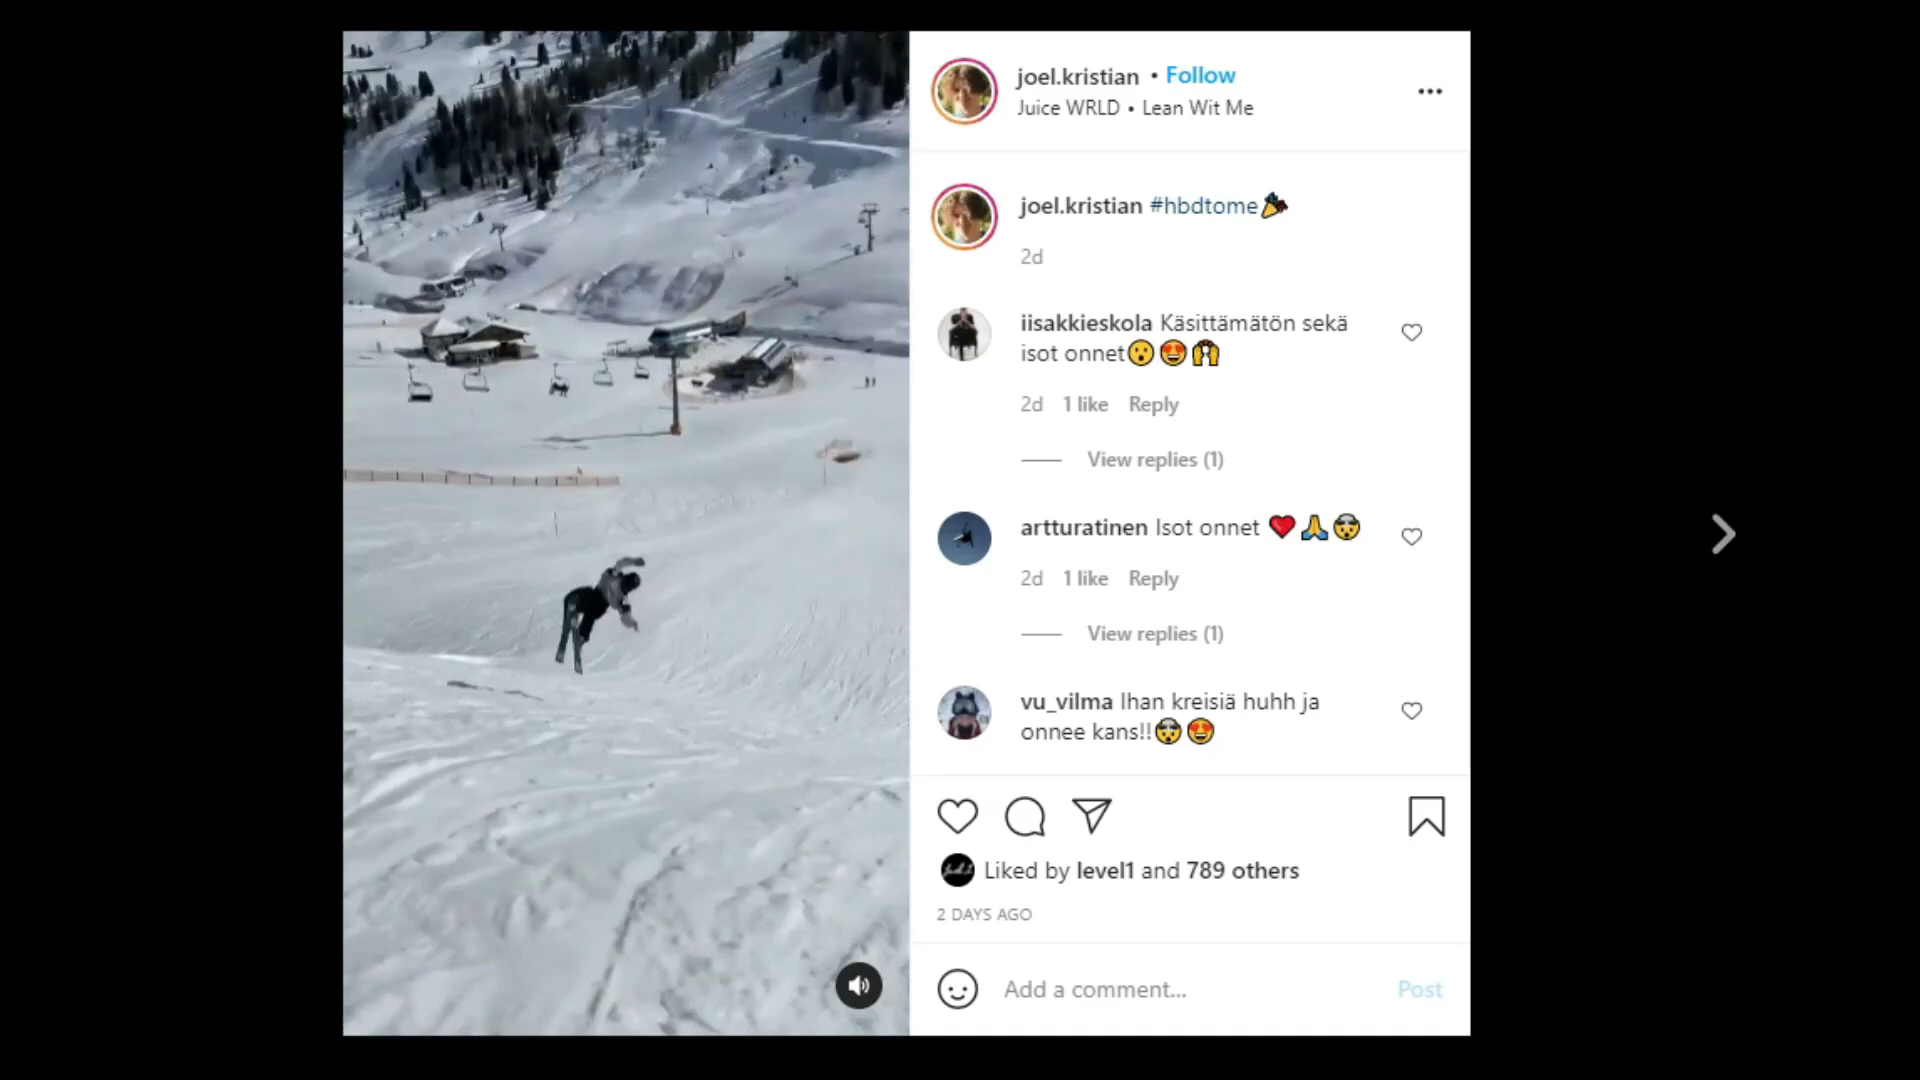 joel.kristian • Follow
Juice WRLD • Lean Wit Me
joel.kristian #hbdtome🎉
2d
iisakkieskola Käsittämätön sekä
isot onnet😮😍🙌
2d 1 like Reply
View replies (1)
artturatinen Isot onnet ❤️🙏🤯
2d 1 like Reply
View replies (1)
vu_vilma Ihan kreisiä huhh ja
onnee kans!!🤯😍
Liked by level1 and 789 others
2 DAYS AGO
Add a comment... Post